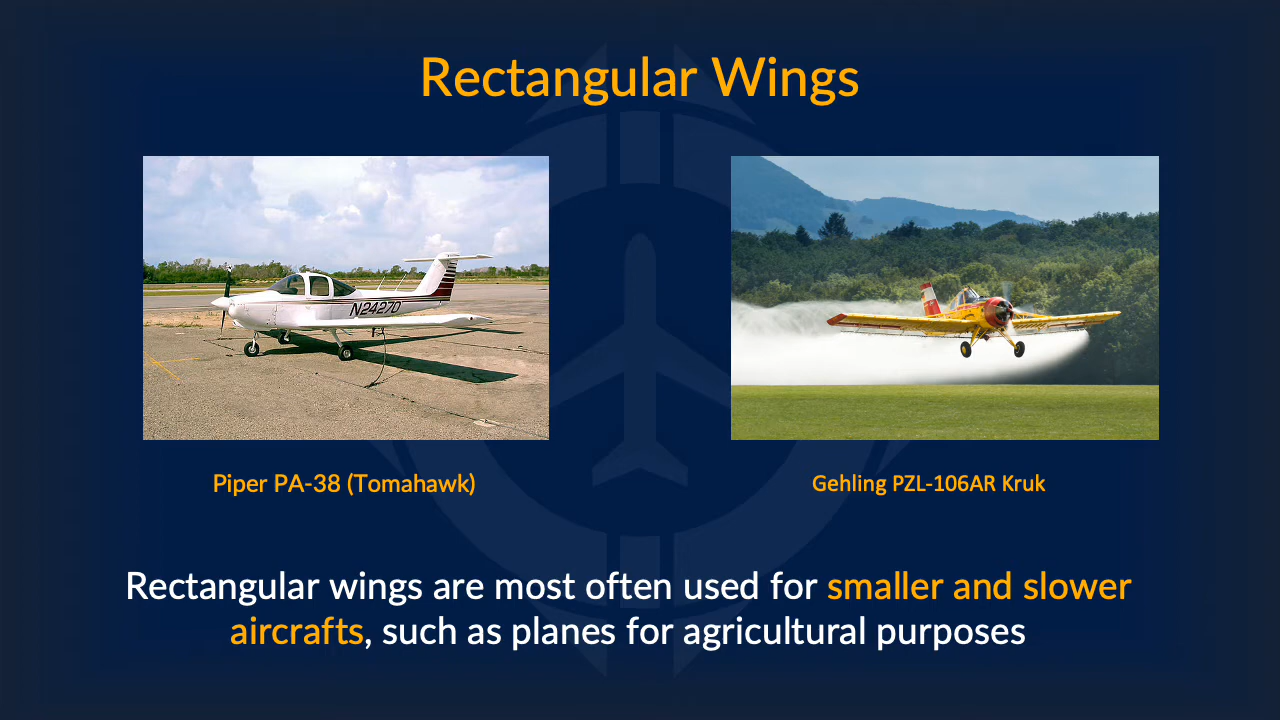 Rectangular Wings
N24270
Piper PA-38 (Tomahawk)
Gehling PZL-106AR Kruk
Rectangular wings are most often used for smaller and slower
aircrafts, such as planes for agricultural purposes